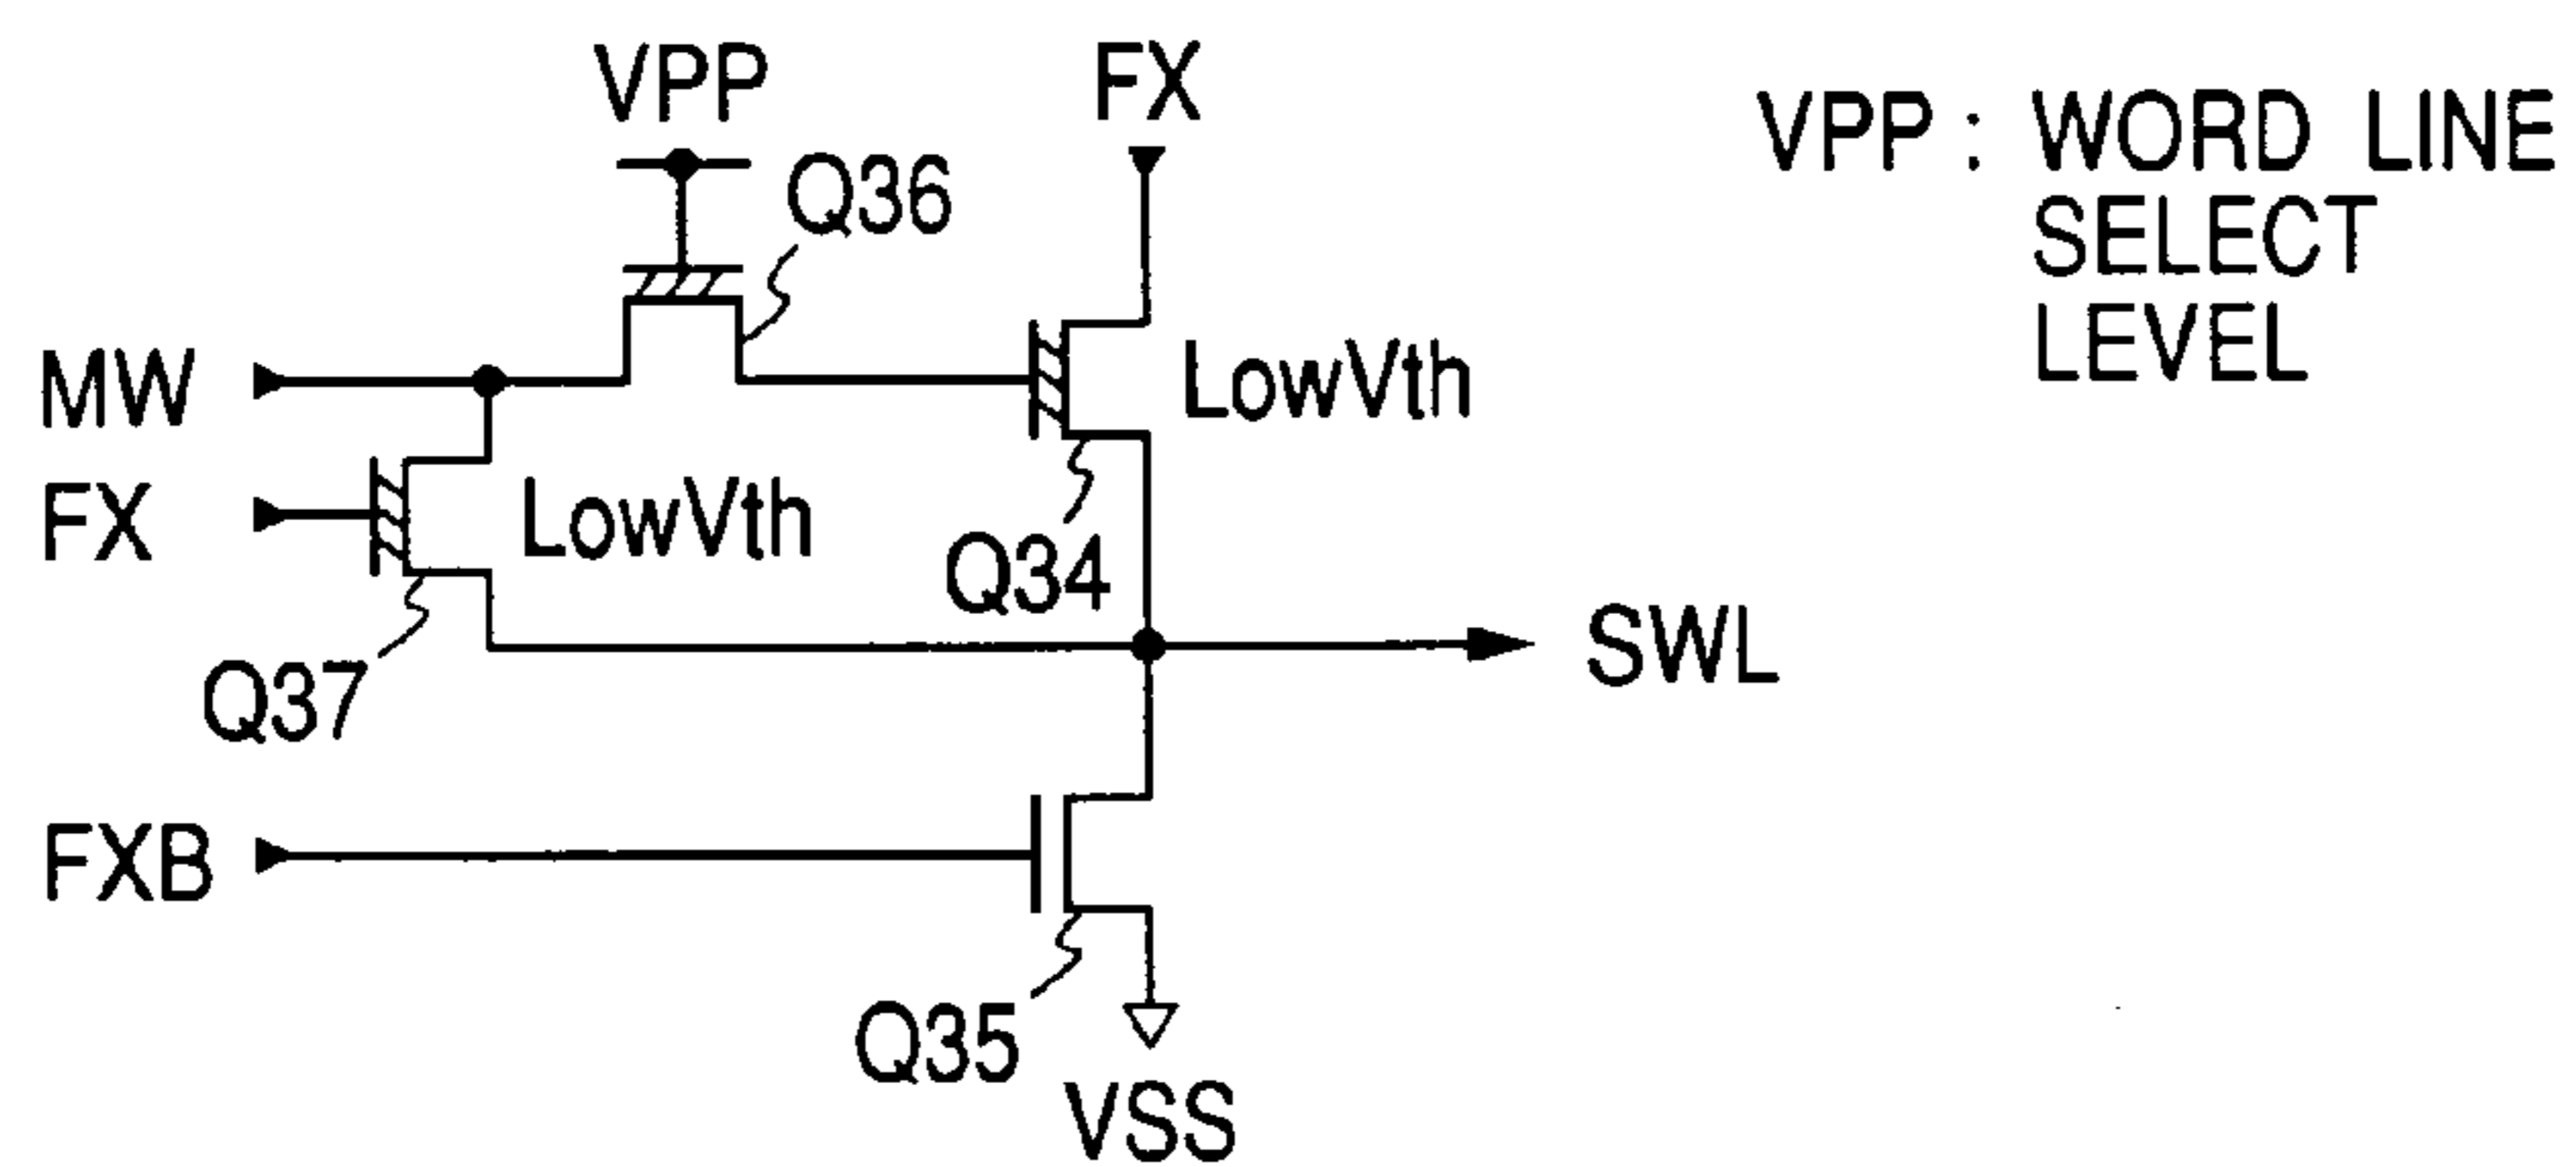 VPP
FX
VPP : WORD LINE
SELECT
LEVEL
Q36
MW
LowVth
FX
LowVth
Q34
SWL
Q37
FXB
Q35
VSS